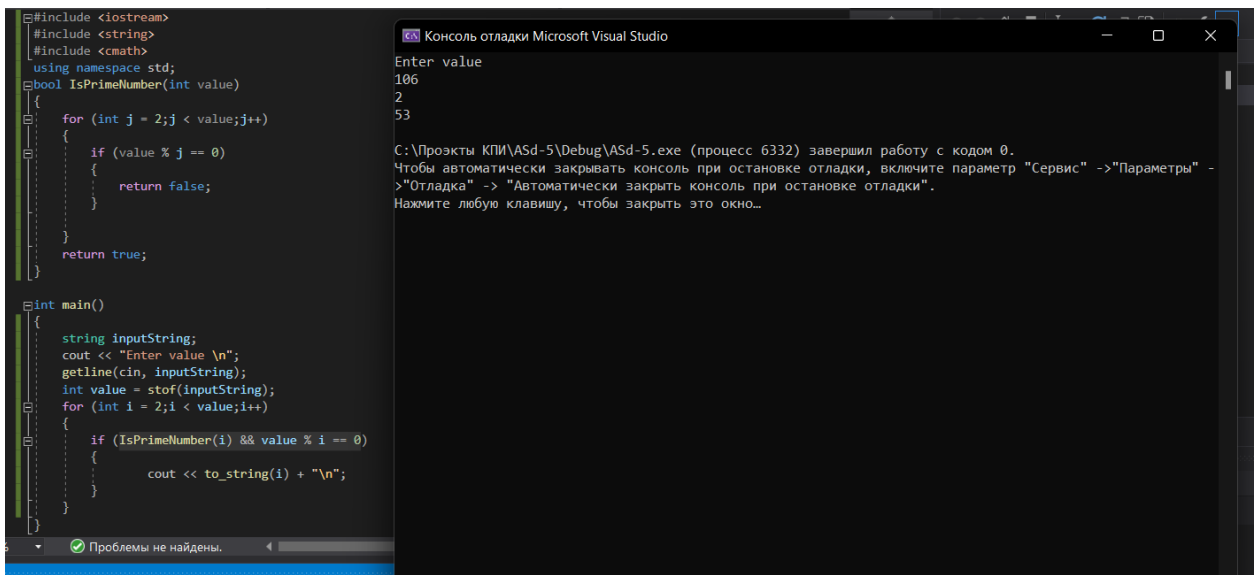 #include <iostream>
#include <string>
#include <cmath>
using namespace std;
bool IsPrimeNumber(int value)
{
for (int j = 2;j < value;j++)
{
if (value % j == 0)
{
return false;
}
}
return true;
}
int main()
{
string inputString;
cout << "Enter value \n";
getline(cin, inputString);
int value = stof(inputString);
for (int i = 2;i < value;i++)
{
if (IsPrimeNumber(i) && value % i == 0)
{
cout << to_string(i) + "\n";
}
}
}
Проблемы не найдены.
Консоль отладки Microsoft Visual Studio
Enter value
106
2
53
C:\Проэкты КПИ\ASd-5\Debug\ASd-5.exe (процесс 6332) завершил работу с кодом 0.
Чтобы автоматически закрывать консоль при остановке отладки, включите параметр "Сервис" ->"Параметры" -
>"Отладка" -> "Автоматически закрыть консоль при остановке отладки".
Нажмите любую клавишу, чтобы закрыть это окно…